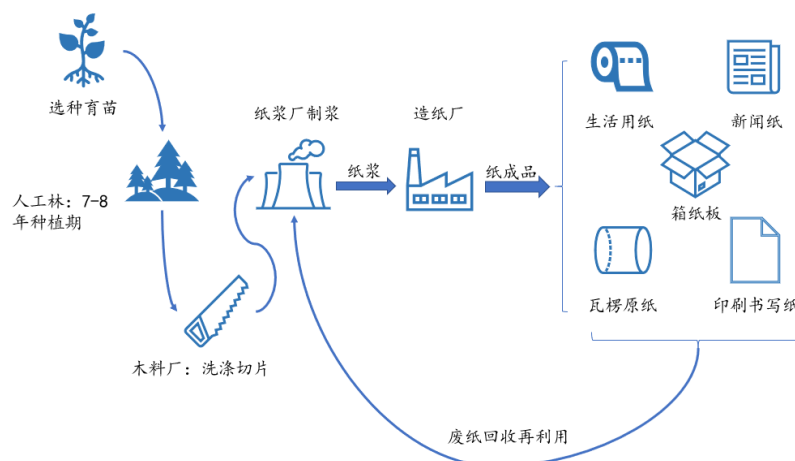 选种育苗
人工林：7-8
年种植期
木料厂：洗涤切片
纸浆厂制浆
纸浆
造纸厂
纸成品
生活用纸
新闻纸
箱纸板
瓦楞原纸
印刷书写纸
废纸回收再利用